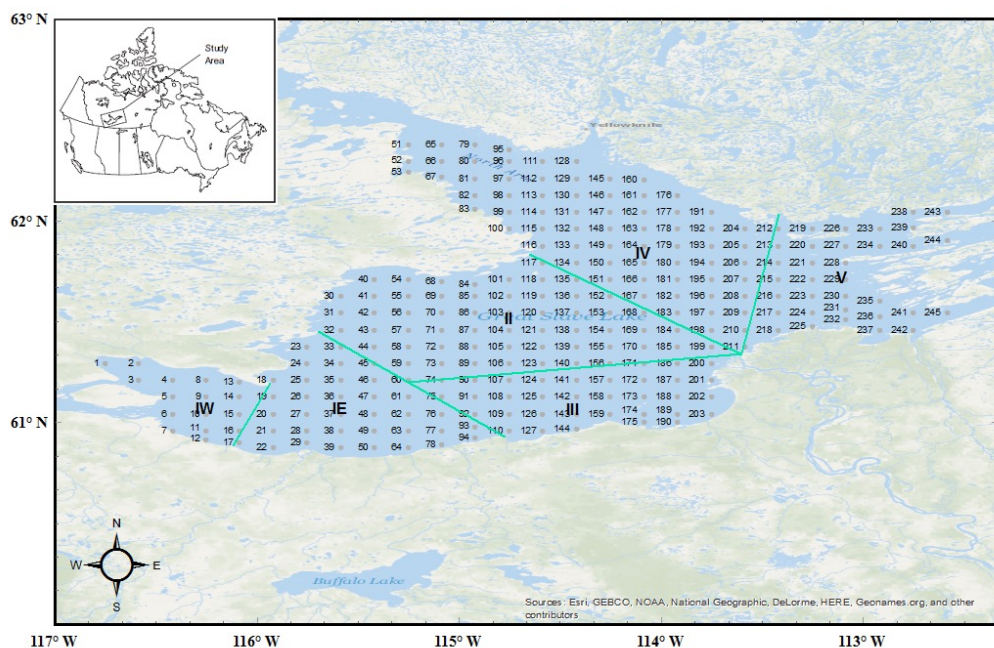 63° N
Study
Area
Yellowknife
51 65 79 95
52 66 80 96 111 128
53 67 81 97 112 129 145 160
82 98 113 130 146 161 176
83 99 114 131 147 162 177 191 238 243
62° N
100 115 132 148 163 178 192 204 212 219 226 233 239
116 133 149 164 179 193 205 213 220 227 234 240 244
IV
117 134 150 165 180 194 206 214 221 228
V
40 54 68 84 101 118 135 151 166 181 195 207 215 222 229
30 41 55 69 85 102 119 136 152 167 182 196 208 216 223 230 235
31 42 56 70 86 103 120 137 153 168 183 197 209 217 224 231 232 236 241 245
II
Great Slave Lake
32 43 57 71 87 104 121 138 154 169 184 198 210 218 225 237 242
23 33 44 58 72 88 105 122 139 155 170 185 199 211
1 2 24 34 45 59 73 89 106 123 140 156 171 186 200
3 4 8 13 18 25 35 46 60 74 90 107 124 141 157 172 187 201
5 9 14 19 26 36 47 61 75 91 108 125 142 158 173 188 202
IW IE III
6 10 15 20 27 37 48 62 76 92 109 126 143 159 174 189 203
61° N
7 11 16 21 28 38 49 63 77 93 110 127 144 175 190
12 17 22 29 39 50 64 78 94
N
W E
S
Buffalo Lake
Sources: Esri, GEBCO, NOAA, National Geographic, DeLorme, HERE, Geonames.org, and other
contributors
117° W 116° W 115° W 114° W 113° W